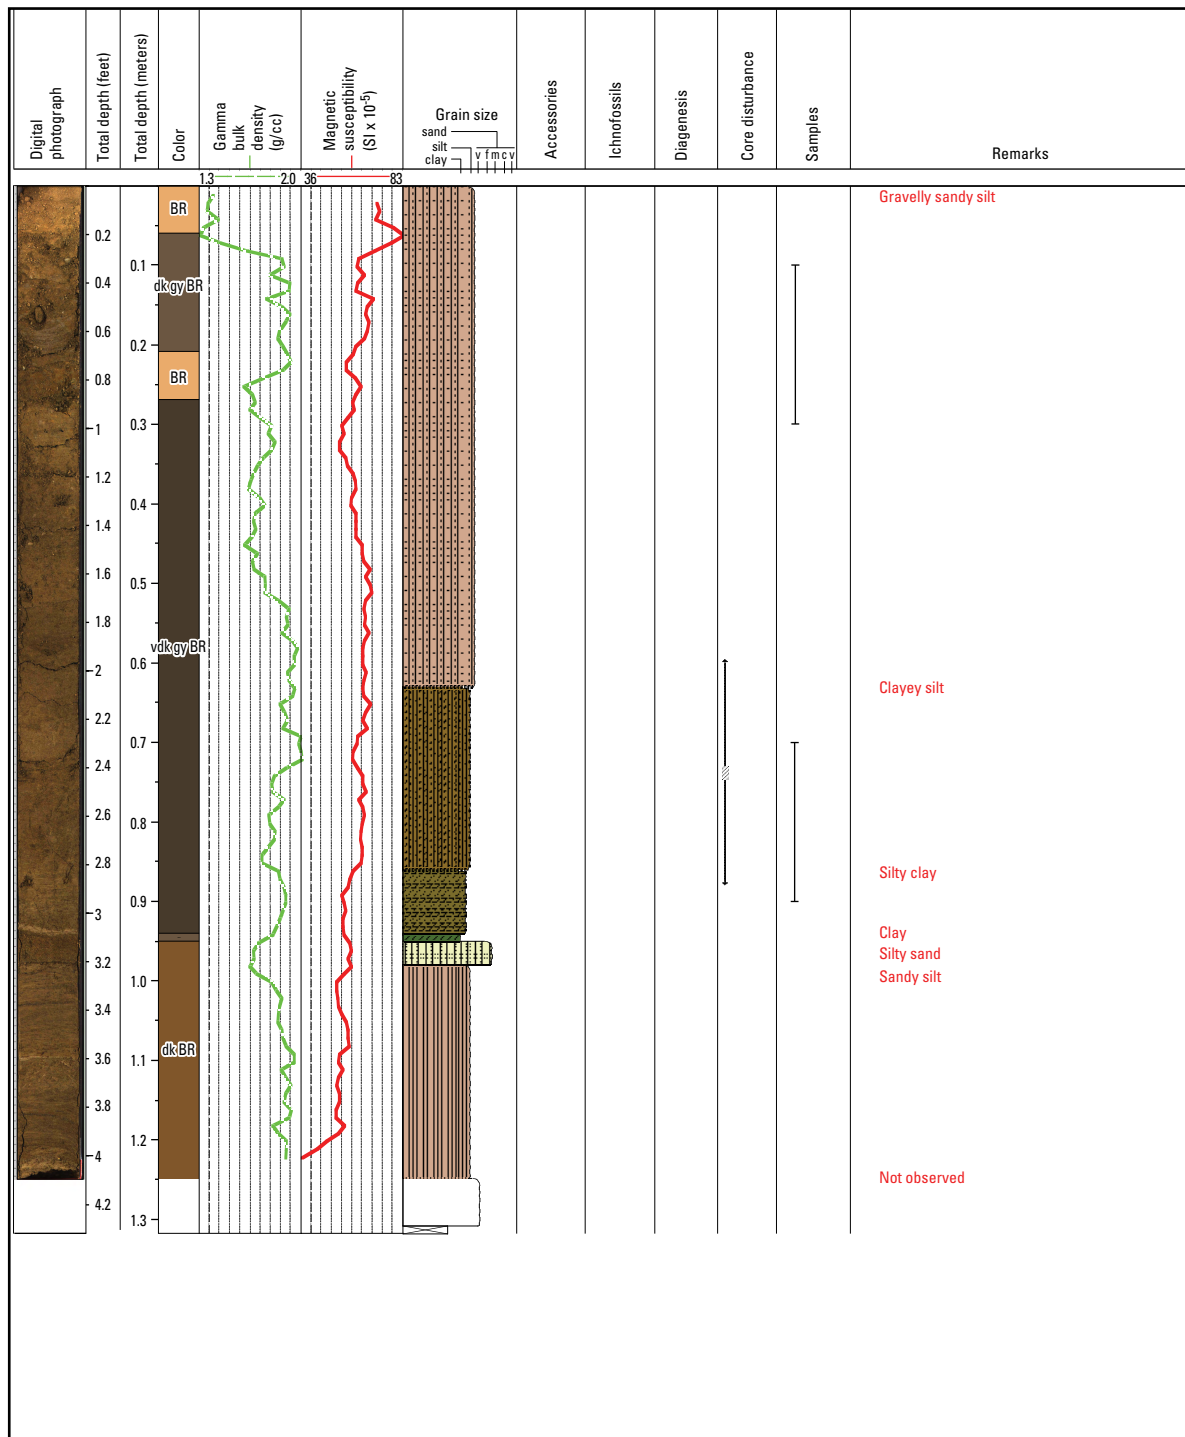 Digital photograph
Total depth (feet)
Total depth (meters)
Color
Gamma bulk density (g/cc)
Magnetic susceptibility (SI x 10⁻⁵)
Grain size
sand
silt
clay
v f m c v
Accessories
Ichnofossils
Diagenesis
Core disturbance
Samples
Remarks
1.3 2.0 36 83
Gravelly sandy silt
BR
0.2
0.1
0.4
dk gy BR
0.6
0.2
0.8
BR
0.3
1
1.2
0.4
1.4
1.6
0.5
1.8
vdk gy BR
0.6
2
Clayey silt
2.2
0.7
2.4
2.6
0.8
2.8
Silty clay
0.9
3
Clay
Silty sand
3.2
Sandy silt
1.0
3.4
dk BR
3.6
1.1
3.8
1.2
4
Not observed
4.2
1.3